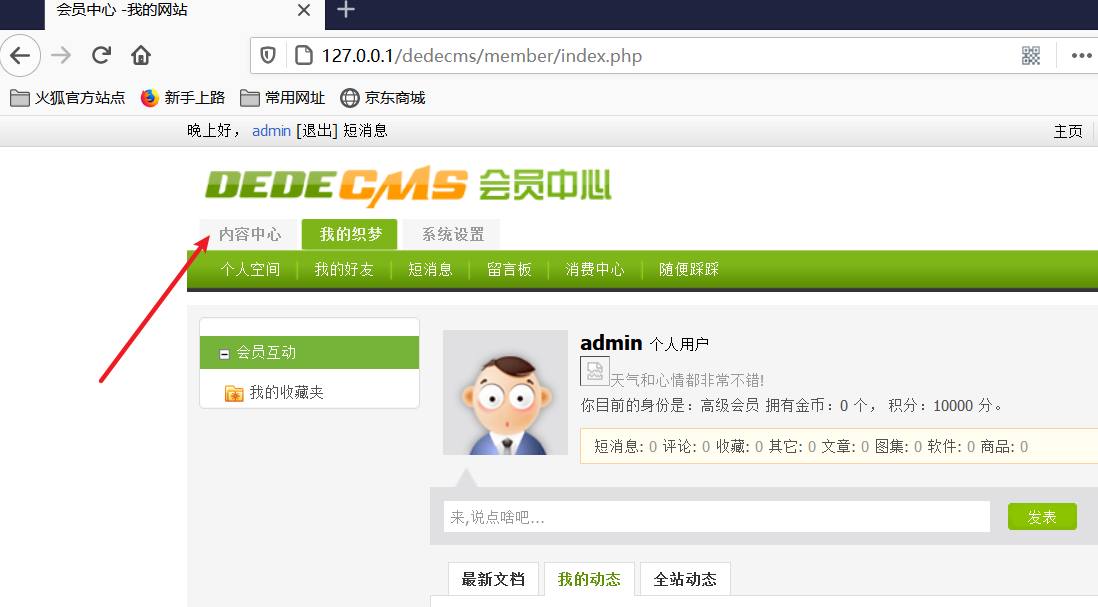 会员中心 -我的网站
127.0.0.1/dedecms/member/index.php
火狐官方站点 新手上路 常用网址 京东商城
晚上好， admin [退出] 短消息 主页
DEDECMS 会员中心
内容中心 我的织梦 系统设置
个人空间 我的好友 短消息 留言板 消费中心 随便踩踩
会员互动
我的收藏夹
admin 个人用户
天气和心情都非常不错!
你目前的身份是：高级会员 拥有金币：0 个， 积分：10000 分。
短消息: 0 评论: 0 收藏: 0 其它: 0 文章: 0 图集: 0 软件: 0 商品: 0
来,说点啥吧... 发表
最新文档 我的动态 全站动态